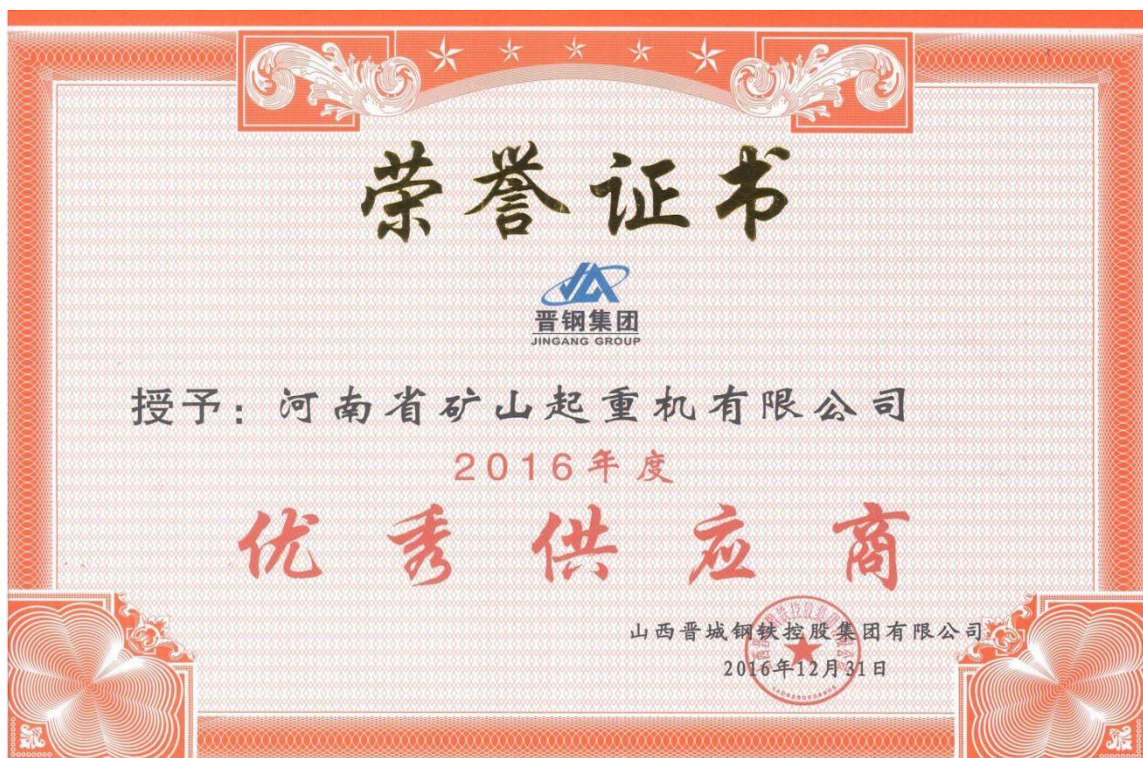 荣誉证书
晋钢集团
JINGANG GROUP
授予：河南省矿山起重机有限公司
2016年度
优秀供应商
山西晋城钢铁控股集团有限公司
2016年12月31日